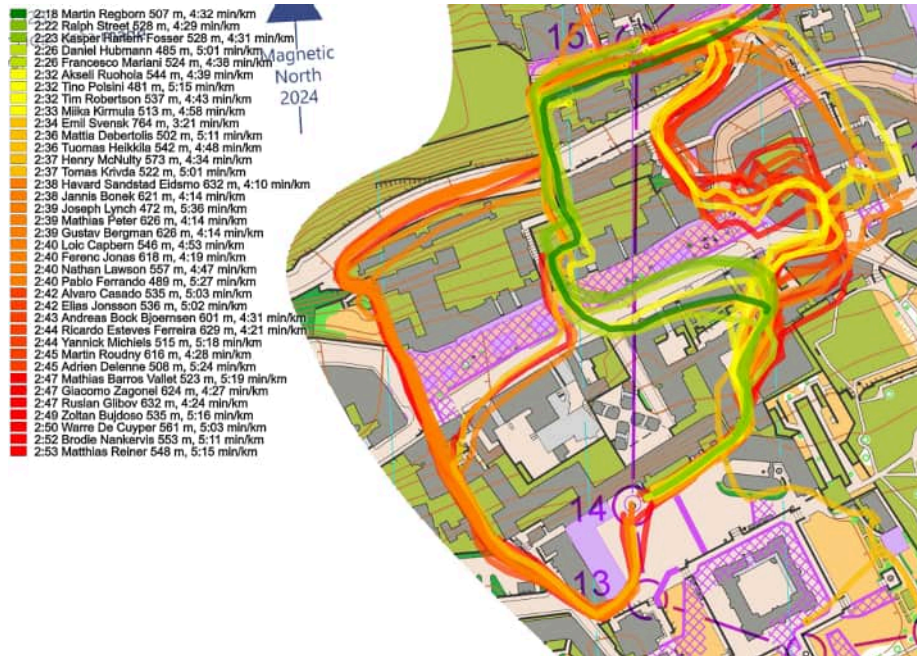 2:18 Martin Regborn 507 m, 4:32 min/km
2:22 Ralph Street 528 m, 4:29 min/km
2:23 Kasper Harlem Fosser 528 m, 4:31 min/km
2:26 Daniel Hubmann 485 m, 5:01 min/km
2:26 Francesco Mariani 524 m, 4:38 min/km
2:32 Akseli Ruohola 544 m, 4:39 min/km
2:32 Tino Polsini 481 m, 5:15 min/km
2:32 Tim Robertson 537 m, 4:43 min/km
2:33 Miika Kirmula 513 m, 4:58 min/km
2:34 Emil Svensk 764 m, 3:21 min/km
2:36 Mattia Debertolis 502 m, 5:11 min/km
2:36 Tuomas Heikkila 542 m, 4:48 min/km
2:37 Henry McNulty 573 m, 4:34 min/km
2:37 Tomas Krivda 522 m, 5:01 min/km
2:38 Havard Sandstad Eidsmo 632 m, 4:10 min/km
2:38 Jannis Bonek 621 m, 4:14 min/km
2:39 Joseph Lynch 472 m, 5:36 min/km
2:39 Mathias Peter 626 m, 4:14 min/km
2:39 Gustav Bergman 626 m, 4:14 min/km
2:40 Loic Capbern 546 m, 4:53 min/km
2:40 Ferenc Jonas 618 m, 4:19 min/km
2:40 Nathan Lawson 557 m, 4:47 min/km
2:40 Pablo Ferrando 489 m, 5:27 min/km
2:42 Alvaro Casado 535 m, 5:03 min/km
2:42 Elias Jonsson 536 m, 5:02 min/km
2:43 Andreas Bock Bjoernsen 601 m, 4:31 min/km
2:44 Ricardo Esteves Ferreira 629 m, 4:21 min/km
2:44 Yannick Michiels 515 m, 5:18 min/km
2:45 Martin Roudny 616 m, 4:28 min/km
2:45 Adrien Delenne 508 m, 5:24 min/km
2:47 Mathias Barros Vallet 523 m, 5:19 min/km
2:47 Giacomo Zagonel 624 m, 4:27 min/km
2:47 Ruslan Glibov 632 m, 4:24 min/km
2:49 Zoltan Bujdoso 535 m, 5:16 min/km
2:50 Warre De Cuyper 561 m, 5:03 min/km
2:52 Brodie Nankervis 553 m, 5:11 min/km
2:53 Matthias Reiner 548 m, 5:15 min/km
Magnetic
North
2024
15
14
13